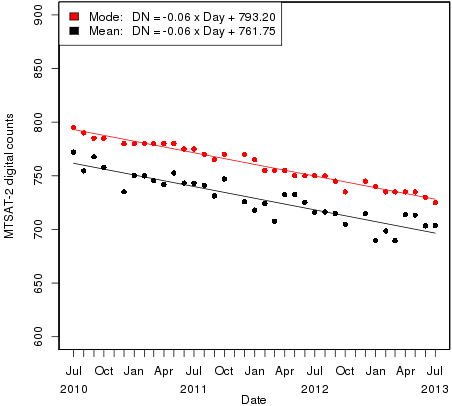 Mode: DN = -0.06 x Day + 793.20
Mean: DN = -0.06 x Day + 761.75
900
850
800
750
700
650
600
MTSAT-2 digital counts
Jul Oct Jan Apr Jul Oct Jan Apr Jul Oct Jan Apr Jul
2010 2011 2012 2013
Date